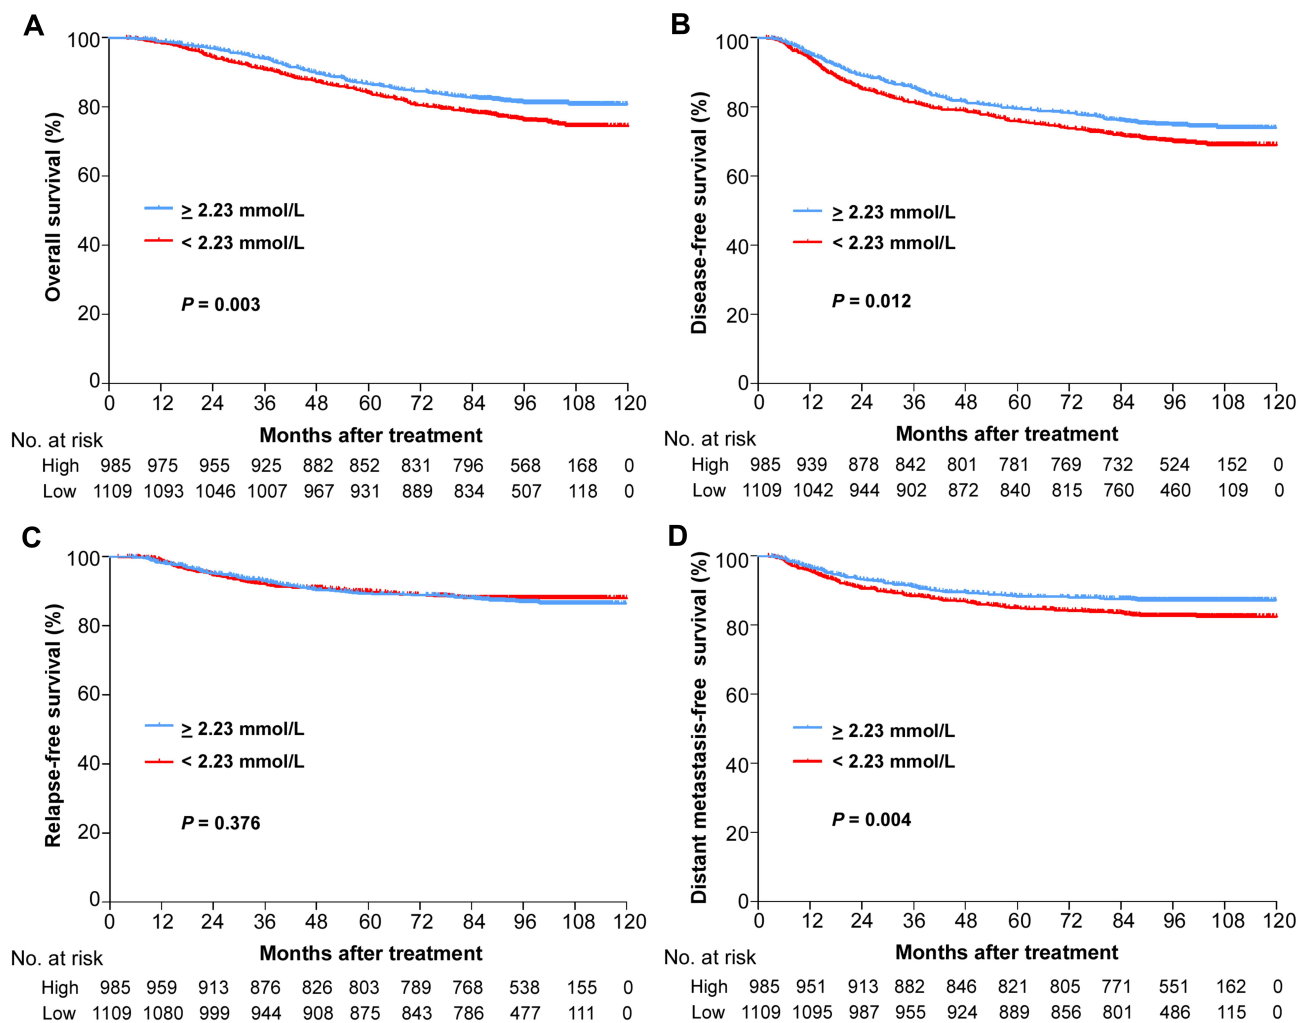 A
Overall survival (%)
100
80
60
40
20
0
≥ 2.23 mmol/L
< 2.23 mmol/L
P = 0.003
0 12 24 36 48 60 72 84 96 108 120
Months after treatment
No. at risk
High 985 975 955 925 882 852 831 796 568 168 0
Low 1109 1093 1046 1007 967 931 889 834 507 118 0
B
Disease-free survival (%)
100
80
60
40
20
0
≥ 2.23 mmol/L
< 2.23 mmol/L
P = 0.012
0 12 24 36 48 60 72 84 96 108 120
Months after treatment
No. at risk
High 985 939 878 842 801 781 769 732 524 152 0
Low 1109 1042 944 902 872 840 815 760 460 109 0
C
Relapse-free survival (%)
100
80
60
40
20
0
≥ 2.23 mmol/L
< 2.23 mmol/L
P = 0.376
0 12 24 36 48 60 72 84 96 108 120
Months after treatment
No. at risk
High 985 959 913 876 826 803 789 768 538 155 0
Low 1109 1080 999 944 908 875 843 786 477 111 0
D
Distant metastasis-free survival (%)
100
80
60
40
20
0
≥ 2.23 mmol/L
< 2.23 mmol/L
P = 0.004
0 12 24 36 48 60 72 84 96 108 120
Months after treatment
No. at risk
High 985 951 913 882 846 821 805 771 551 162 0
Low 1109 1095 987 955 924 889 856 801 486 115 0